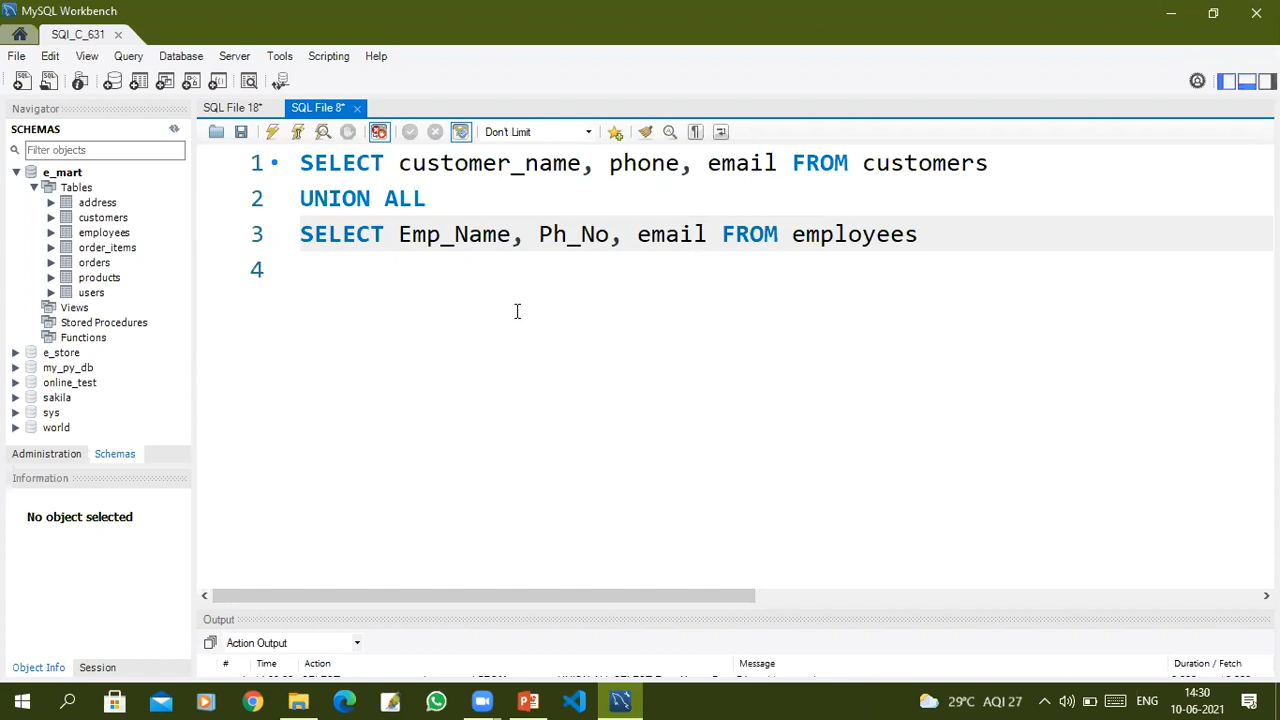 MySQL Workbench
SQl_C_631
File Edit View Query Database Server Tools Scripting Help
Navigator
SCHEMAS
Filter objects
e_mart
Tables
address
customers
employees
order_items
orders
products
users
Views
Stored Procedures
Functions
e_store
my_py_db
online_test
sakila
sys
world
Administration Schemas
Information
No object selected
Object Info Session
SQL File 18* SQL File 8*
Don't Limit
1 SELECT customer_name, phone, email FROM customers
2 UNION ALL
3 SELECT Emp_Name, Ph_No, email FROM employees
4
Output
Action Output
# Time Action Message Duration / Fetch
29°C AQI 27 ENG 14:30
10-06-2021